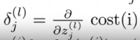 δ_j^{(l)} = ∂/∂z_j^{(l)} cost(i)